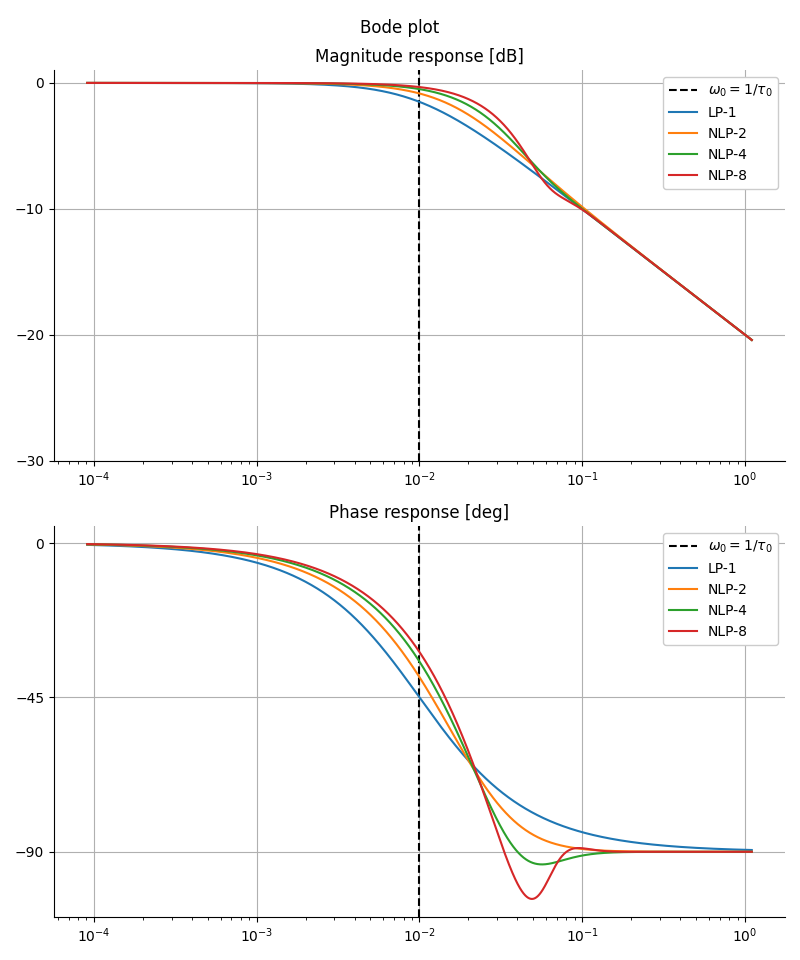 Bode plot
Magnitude response [dB]
0
−10
−20
−30
ω₀ = 1/τ₀
LP-1
NLP-2
NLP-4
NLP-8
10⁻⁴
10⁻³
10⁻²
10⁻¹
10⁰
Phase response [deg]
0
−45
−90
ω₀ = 1/τ₀
LP-1
NLP-2
NLP-4
NLP-8
10⁻⁴
10⁻³
10⁻²
10⁻¹
10⁰